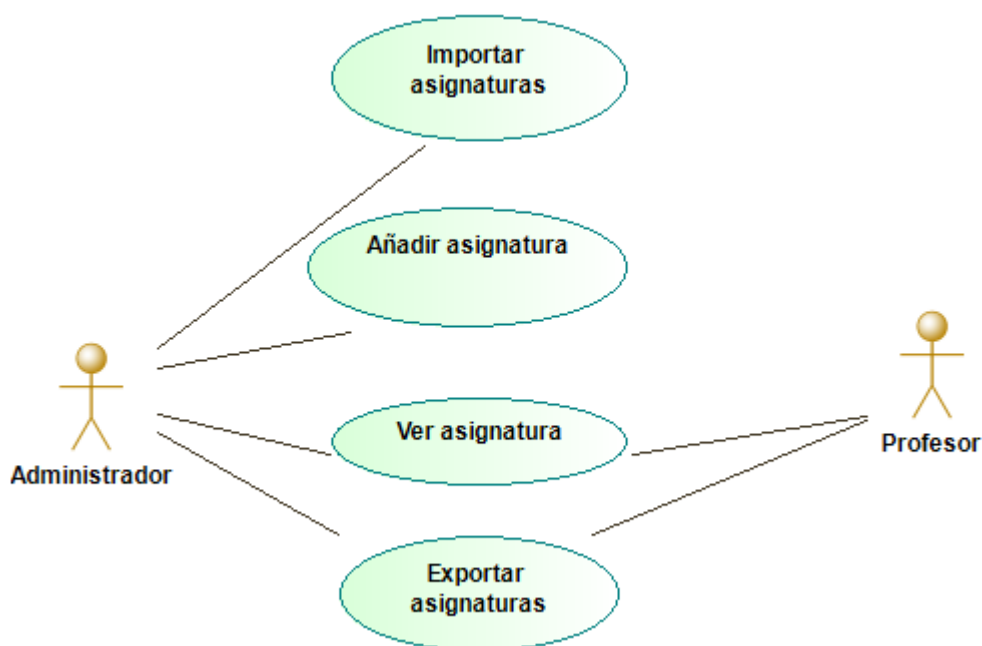 Importar
asignaturas
Añadir asignatura
Ver asignatura
Profesor
Administrador
Exportar
asignaturas